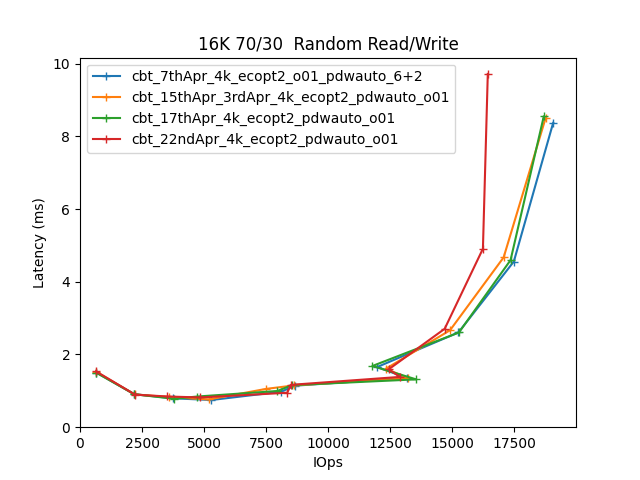 16K 70/30  Random Read/Write
10
8
6
4
2
0
Latency (ms)
cbt_7thApr_4k_ecopt2_o01_pdwauto_6+2
cbt_15thApr_3rdApr_4k_ecopt2_pdwauto_o01
cbt_17thApr_4k_ecopt2_pdwauto_o01
cbt_22ndApr_4k_ecopt2_pdwauto_o01
0 2500 5000 7500 10000 12500 15000 17500
IOps